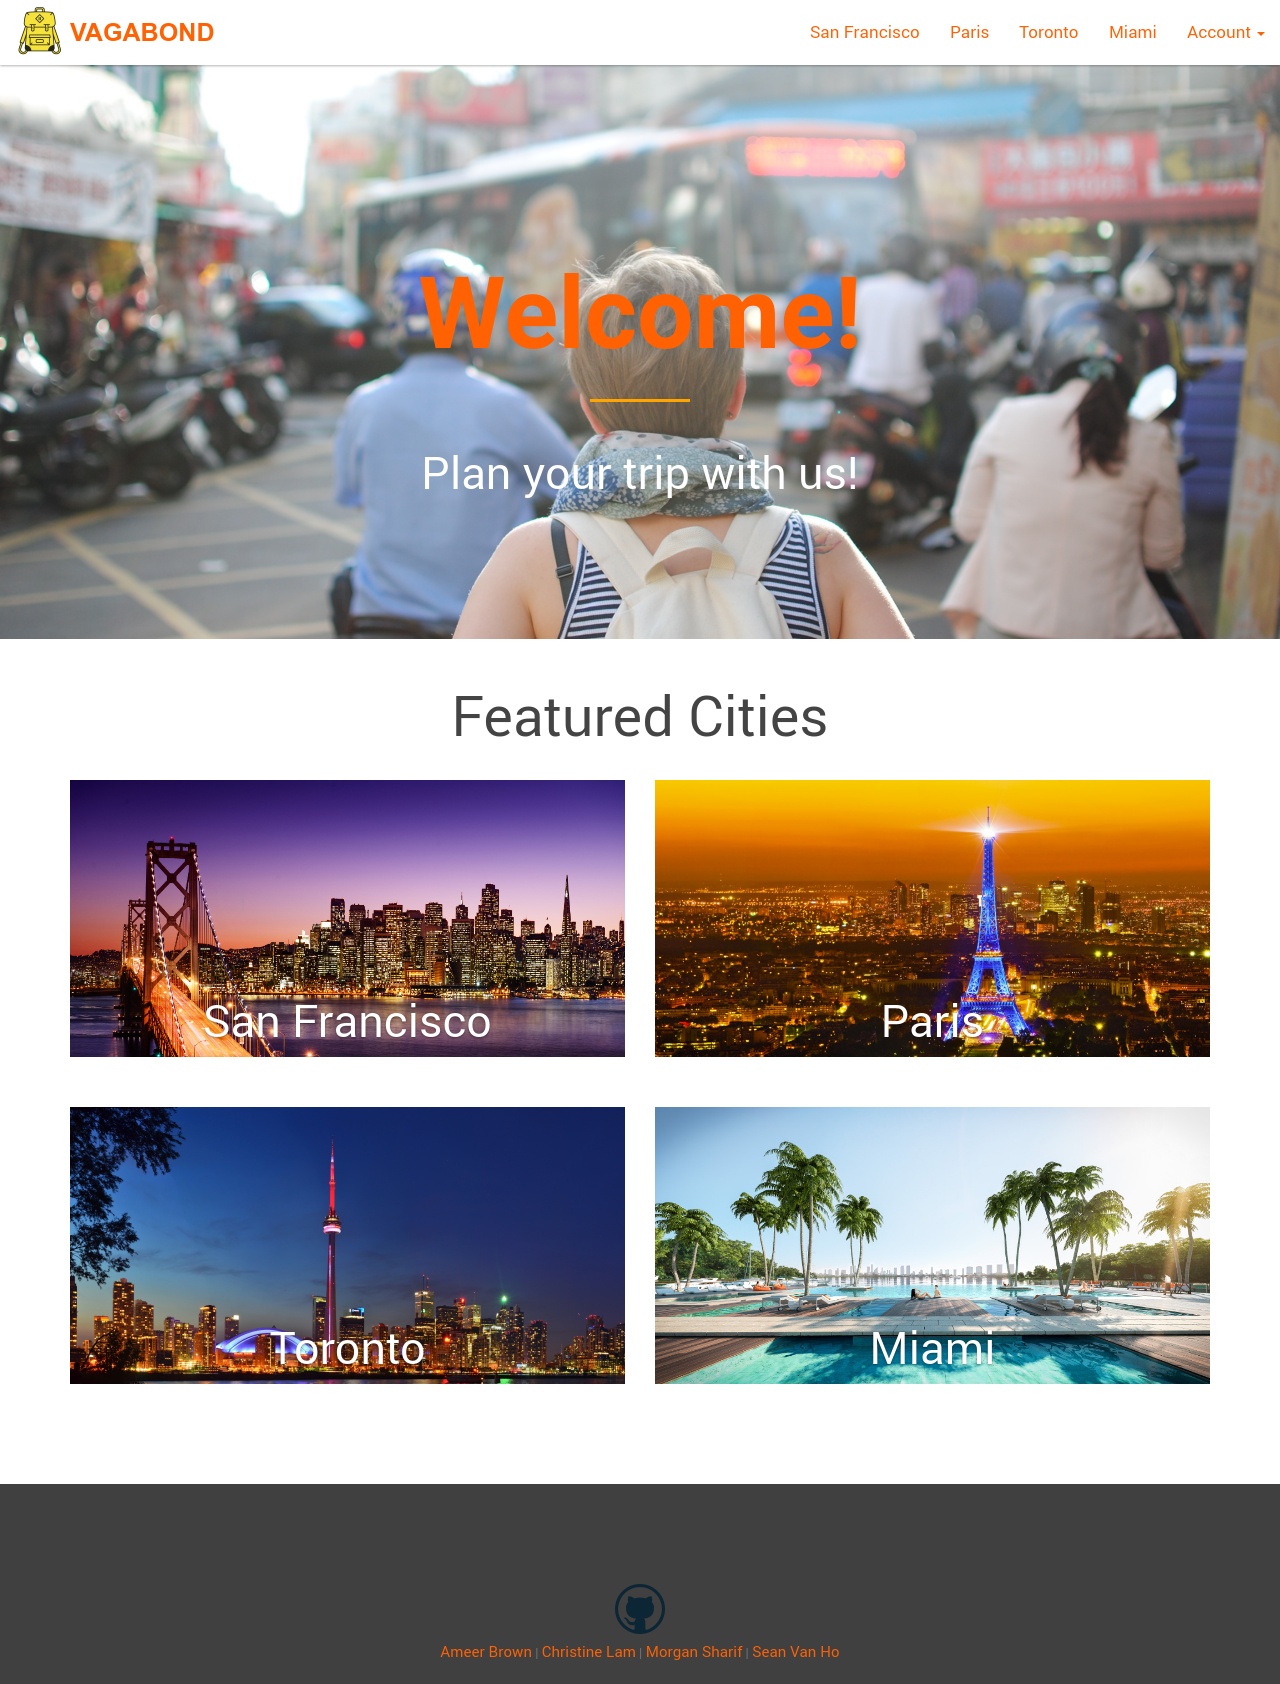 VAGABOND
San Francisco Paris Toronto Miami Account
Welcome!
Plan your trip with us!
Featured Cities
San Francisco
Paris
Toronto
Miami
Ameer Brown | Christine Lam | Morgan Sharif | Sean Van Ho